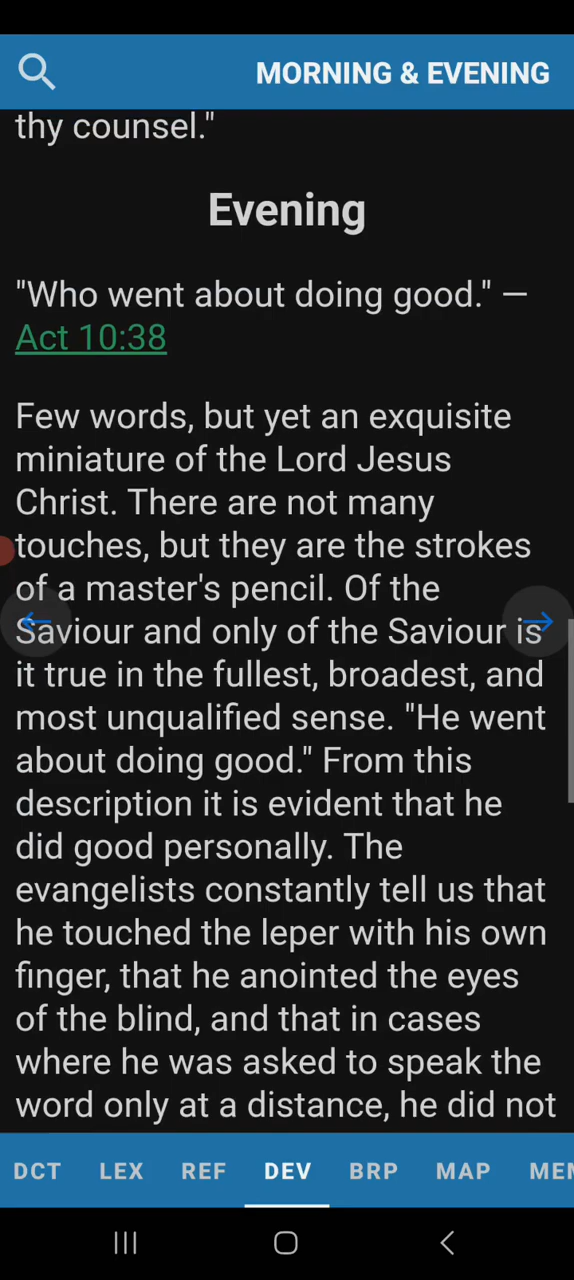 MORNING & EVENING
thy counsel."
Evening
"Who went about doing good." —
Act 10:38
Few words, but yet an exquisite
miniature of the Lord Jesus
Christ. There are not many
touches, but they are the strokes
of a master's pencil. Of the
Saviour and only of the Saviour is
it true in the fullest, broadest, and
most unqualified sense. "He went
about doing good." From this
description it is evident that he
did good personally. The
evangelists constantly tell us that
he touched the leper with his own
finger, that he anointed the eyes
of the blind, and that in cases
where he was asked to speak the
word only at a distance, he did not
DCT LEX REF DEV BRP MAP MEM